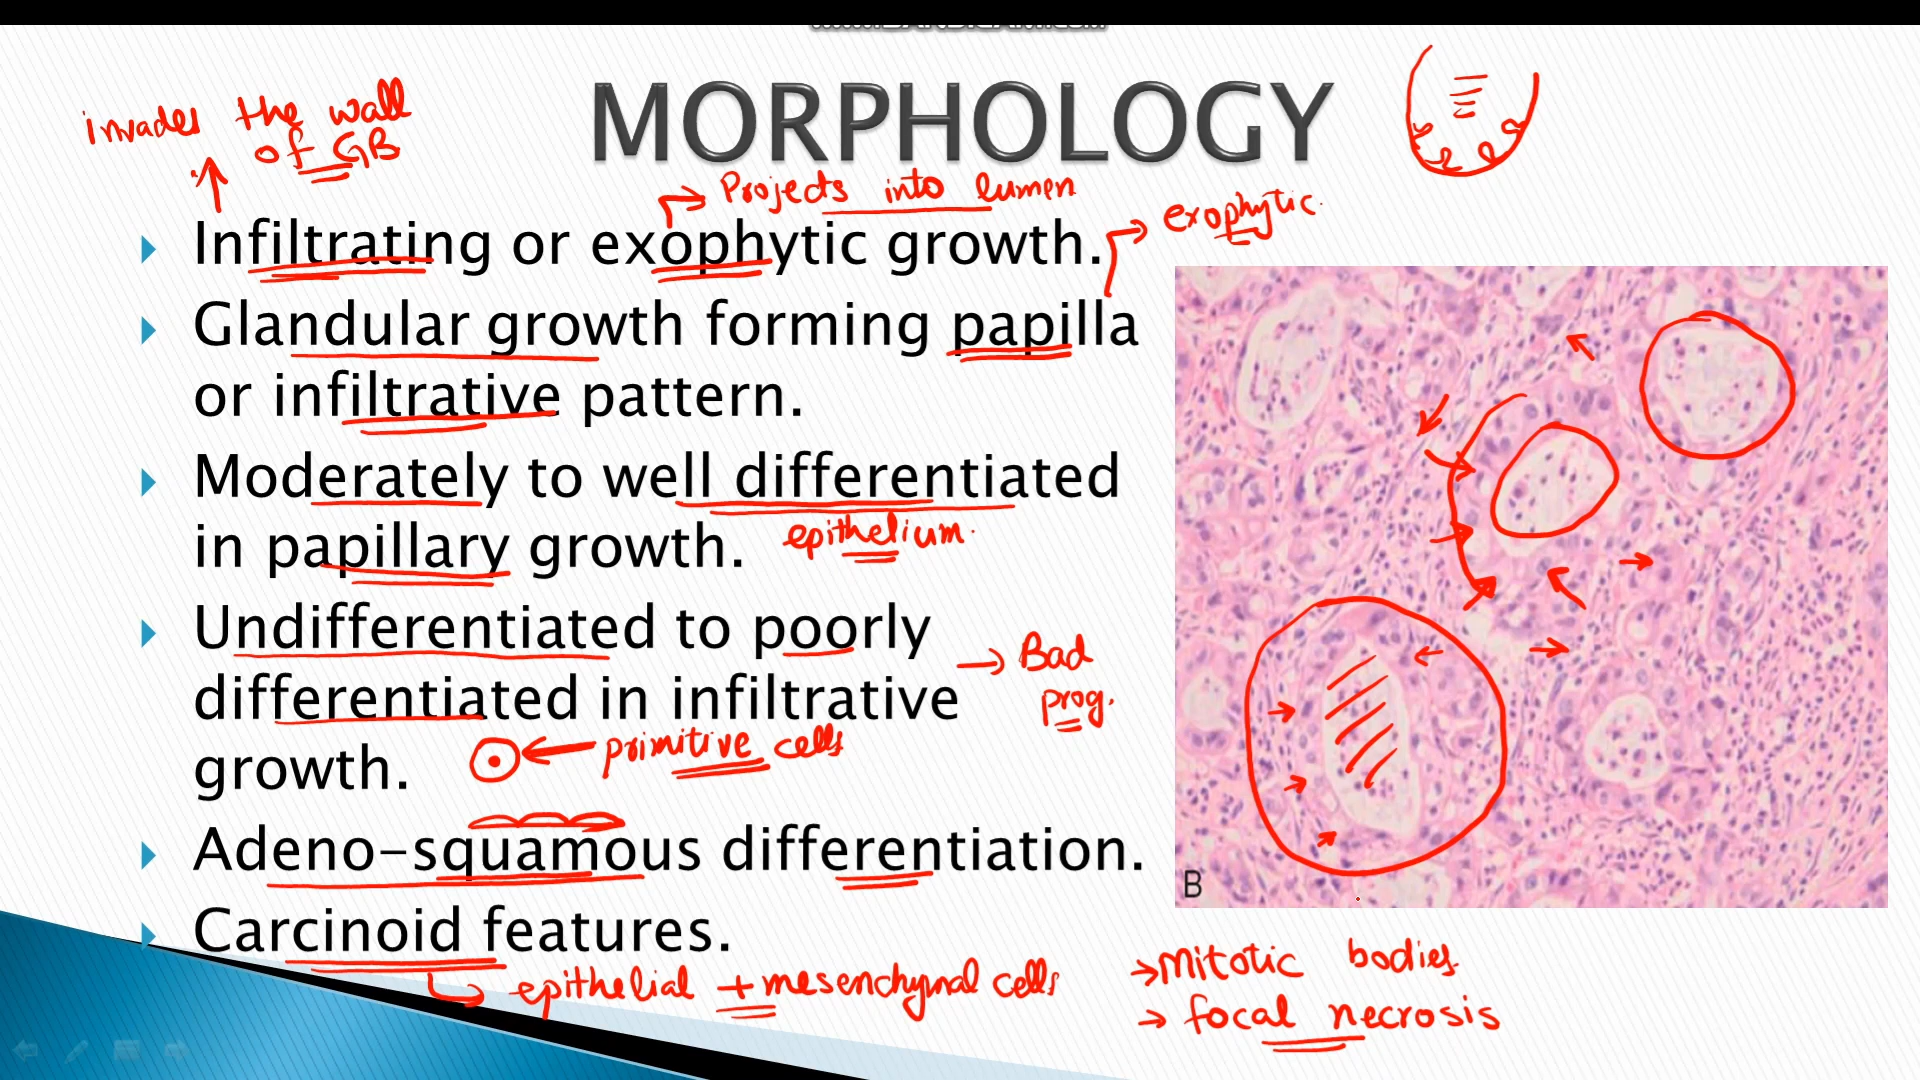 MORPHOLOGY
invades the wall
of GB
Projects into lumen
exophytic
Infiltrating or exophytic growth.
Glandular growth forming papilla
or infiltrative pattern.
Moderately to well differentiated
in papillary growth.
epithelium
Undifferentiated to poorly
differentiated in infiltrative
growth.
Bad
prog.
primitive cells
Adeno-squamous differentiation.
Carcinoid features.
epithelial + mesenchymal cells
B
Mitotic bodies
focal necrosis